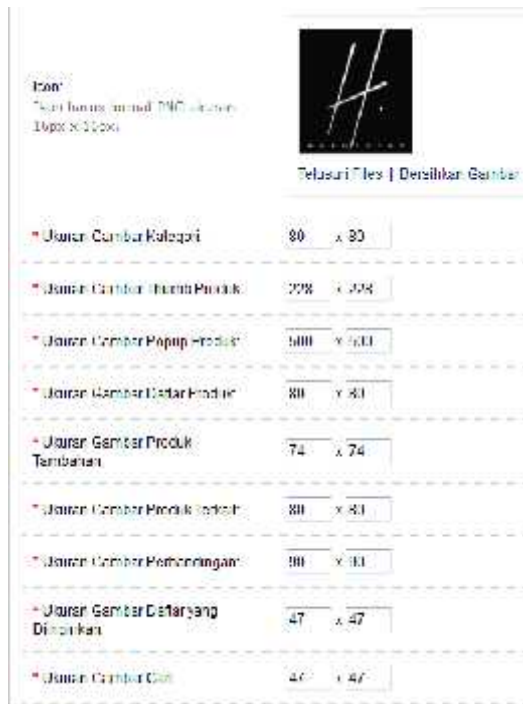 Icon:
Icon harus format PNG ukuran
16px x 16px.
Telusuri Files | Bersihkan Gambar
* Ukuran Gambar Kategori: 80 x 80
* Ukuran Gambar Thumb Produk: 228 x 228
* Ukuran Gambar Popup Produk: 500 x 500
* Ukuran Gambar Daftar Produk: 80 x 80
* Ukuran Gambar Produk
Tambahan: 74 x 74
* Ukuran Gambar Produk Terkait: 80 x 80
* Ukuran Gambar Perbandingan: 90 x 90
* Ukuran Gambar Daftar yang
Diinginkan: 47 x 47
* Ukuran Gambar Cart: 47 x 47